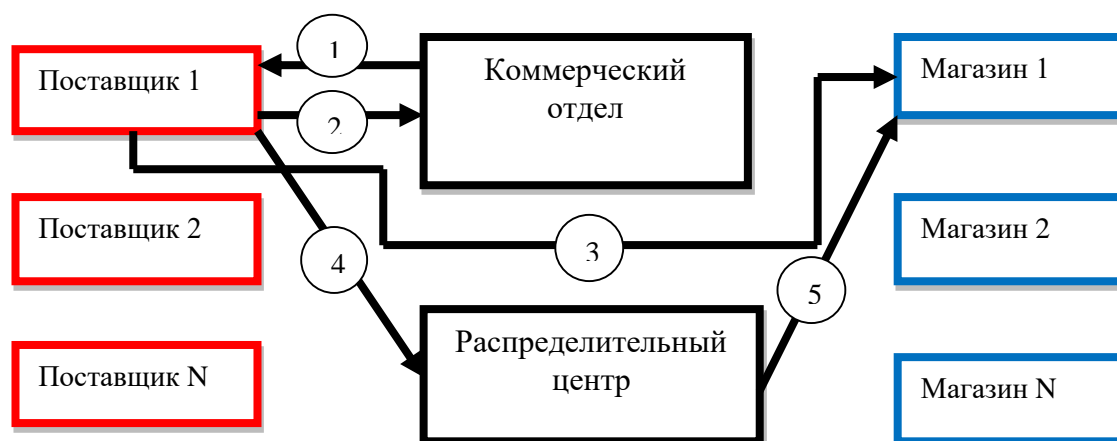 Поставщик 1
1
2
Коммерческий
отдел
Магазин 1
Поставщик 2
3
4
5
Магазин 2
Поставщик N
Распределительный
центр
Магазин N